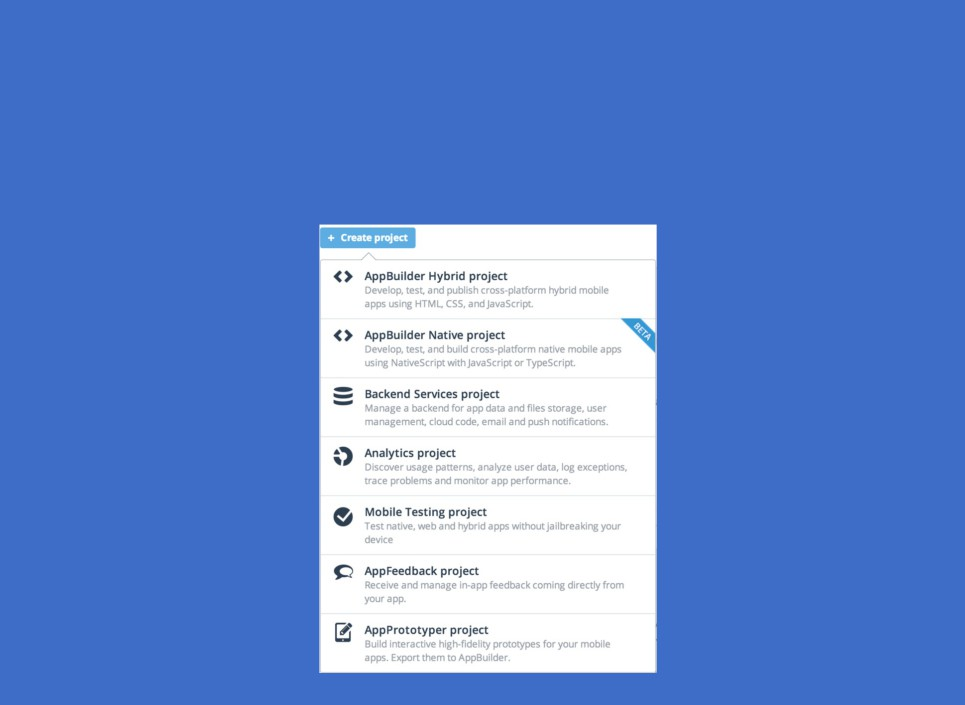 + Create project
AppBuilder Hybrid project
Develop, test, and publish cross-platform hybrid mobile
apps using HTML, CSS, and JavaScript.
BETA
AppBuilder Native project
Develop, test, and build cross-platform native mobile apps
using NativeScript with JavaScript or TypeScript.
Backend Services project
Manage a backend for app data and files storage, user
management, cloud code, email and push notifications.
Analytics project
Discover usage patterns, analyze user data, log exceptions,
trace problems and monitor app performance.
Mobile Testing project
Test native, web and hybrid apps without jailbreaking your
device
AppFeedback project
Receive and manage in-app feedback coming directly from
your app.
AppPrototyper project
Build interactive high-fidelity prototypes for your mobile
apps. Export them to AppBuilder.